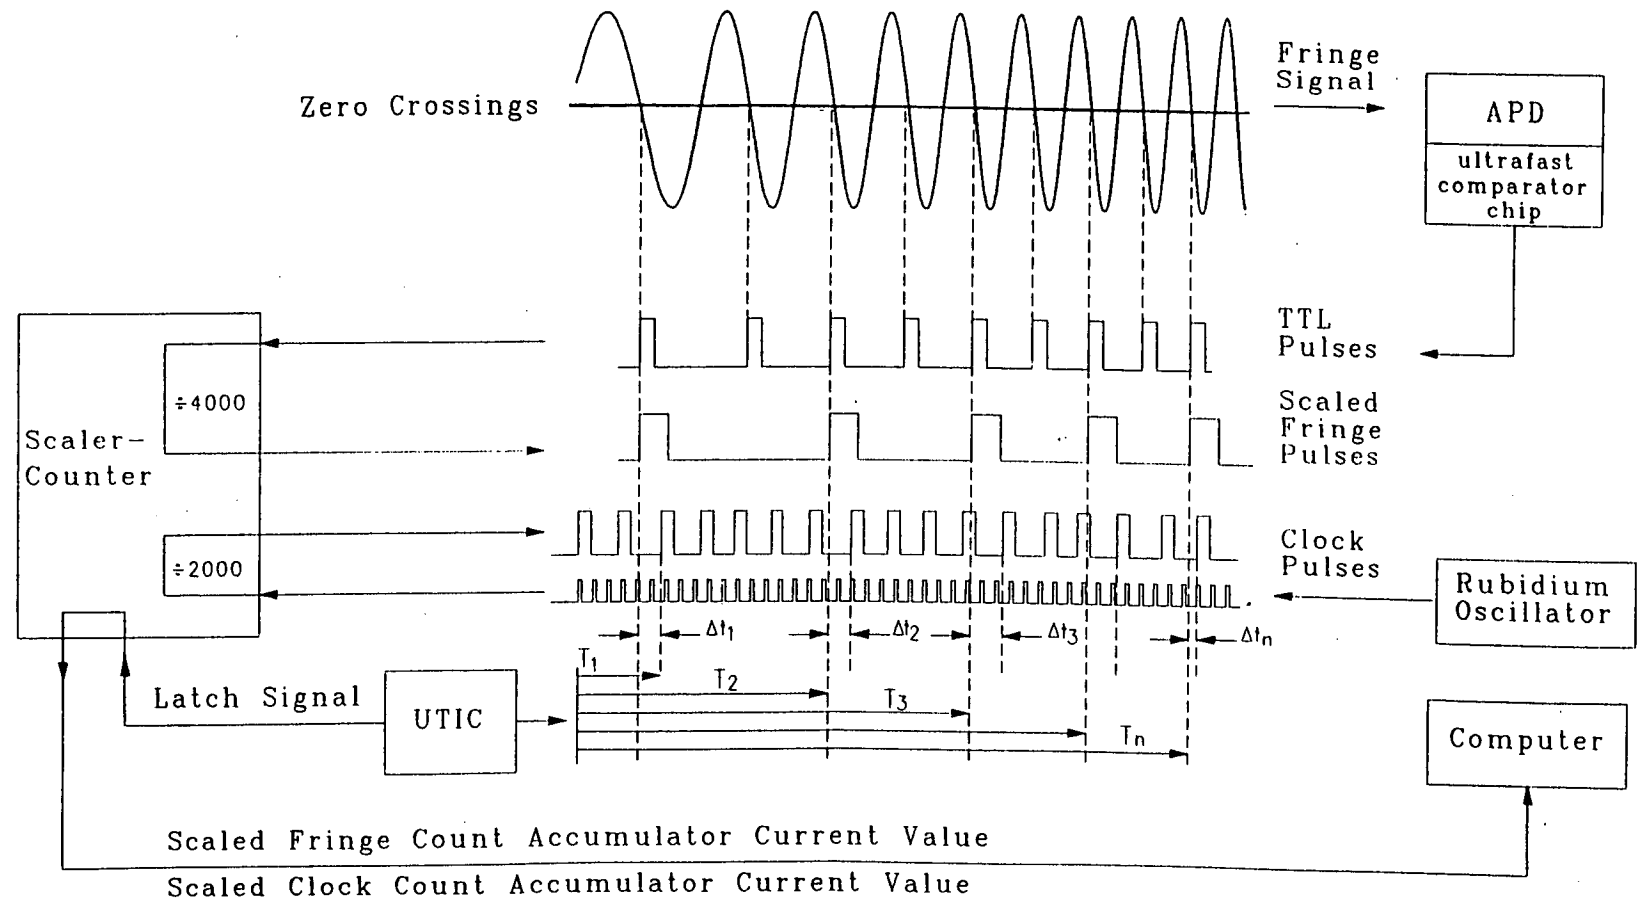 Zero Crossings
Fringe
Signal
APD
ultrafast
comparator
chip
TTL
Pulses
÷4000
Scaler-
Counter
Scaled
Fringe
Pulses
÷2000
Clock
Pulses
Rubidium
Oscillator
Δt1
Δt2
Δt3
Δtn
T1
T2
T3
Tn
Latch Signal
UTIC
Computer
Scaled Fringe Count Accumulator Current Value
Scaled Clock Count Accumulator Current Value